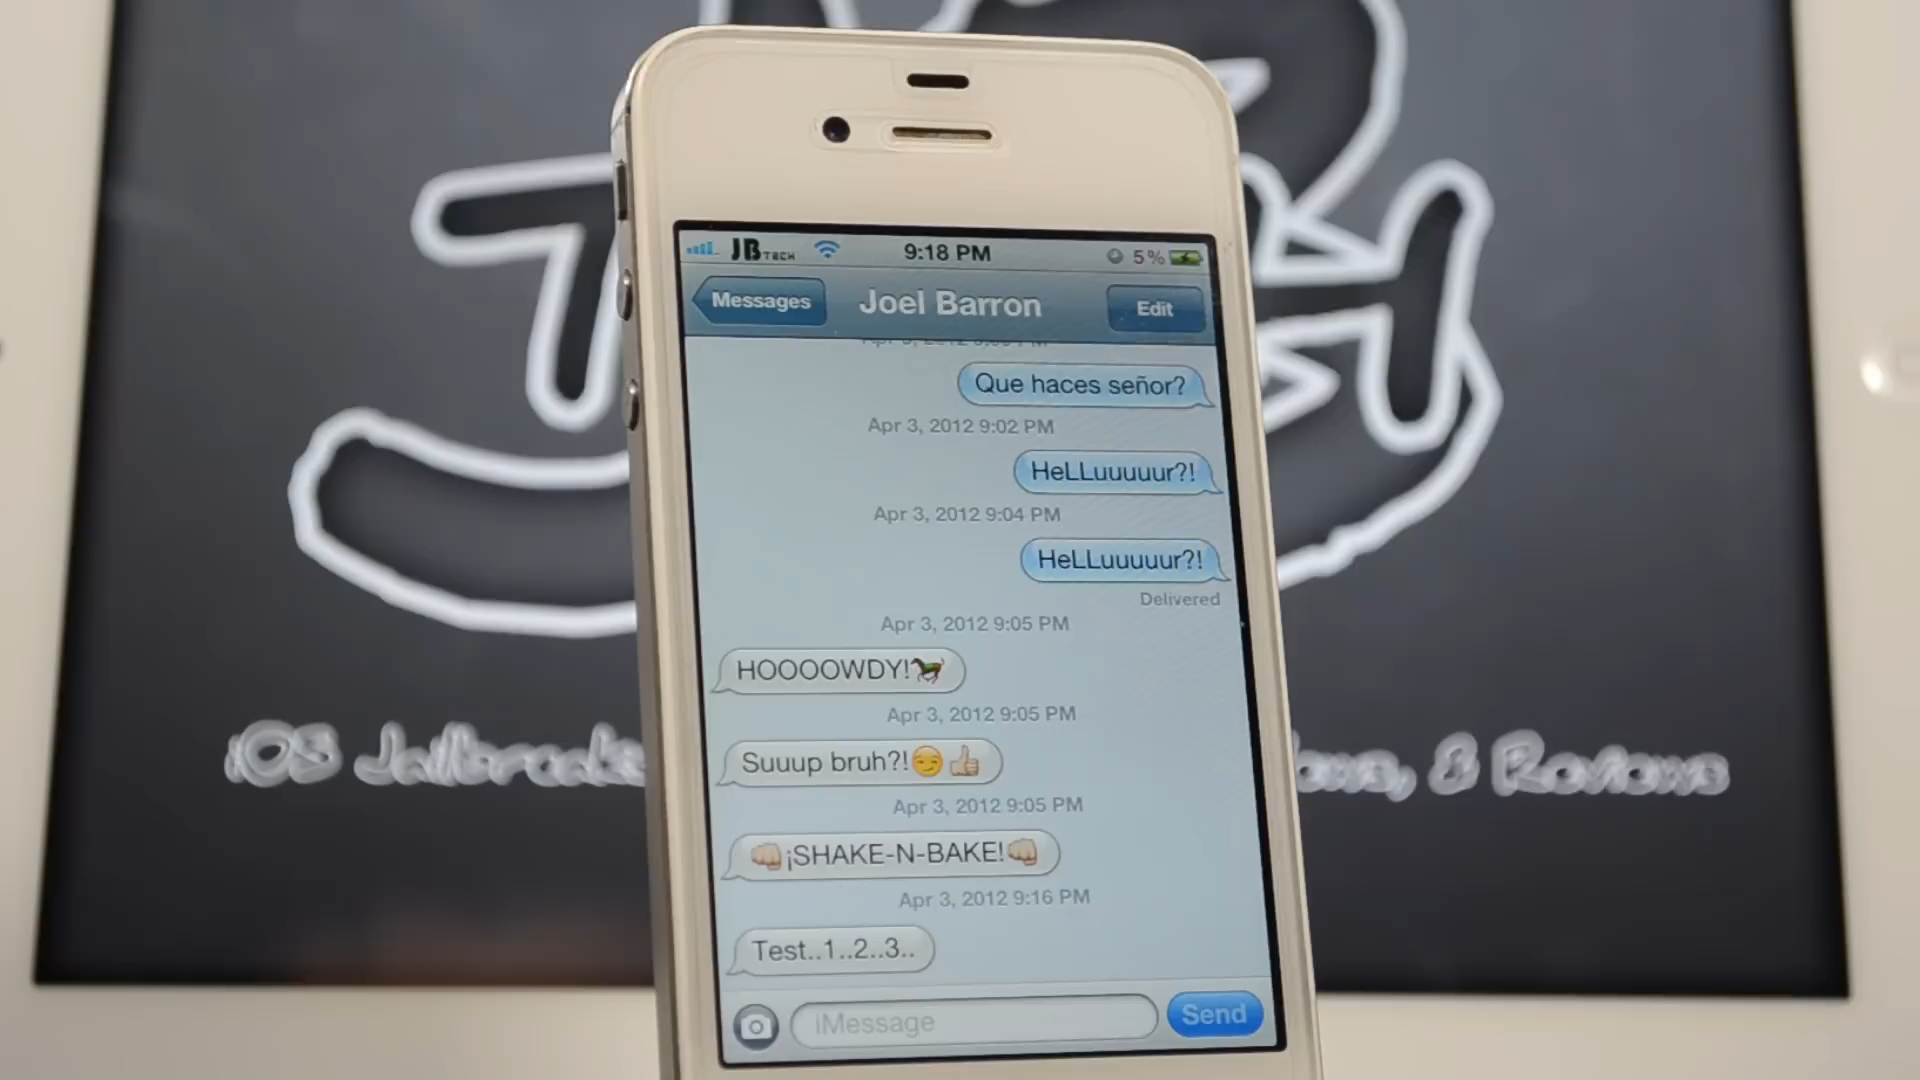 JB TECH 9:18 PM 5%
Messages Joel Barron Edit
Que haces señor?
Apr 3, 2012 9:02 PM
HeLLuuuuur?!
Apr 3, 2012 9:04 PM
HeLLuuuuur?!
Delivered
Apr 3, 2012 9:05 PM
HOOOOWDY!🐎
Apr 3, 2012 9:05 PM
Suuup bruh?!😏👍
Apr 3, 2012 9:05 PM
👊¡SHAKE-N-BAKE!👊
Apr 3, 2012 9:16 PM
Test..1..2..3..
iMessage Send
iOS Jailbreaks & Reviews